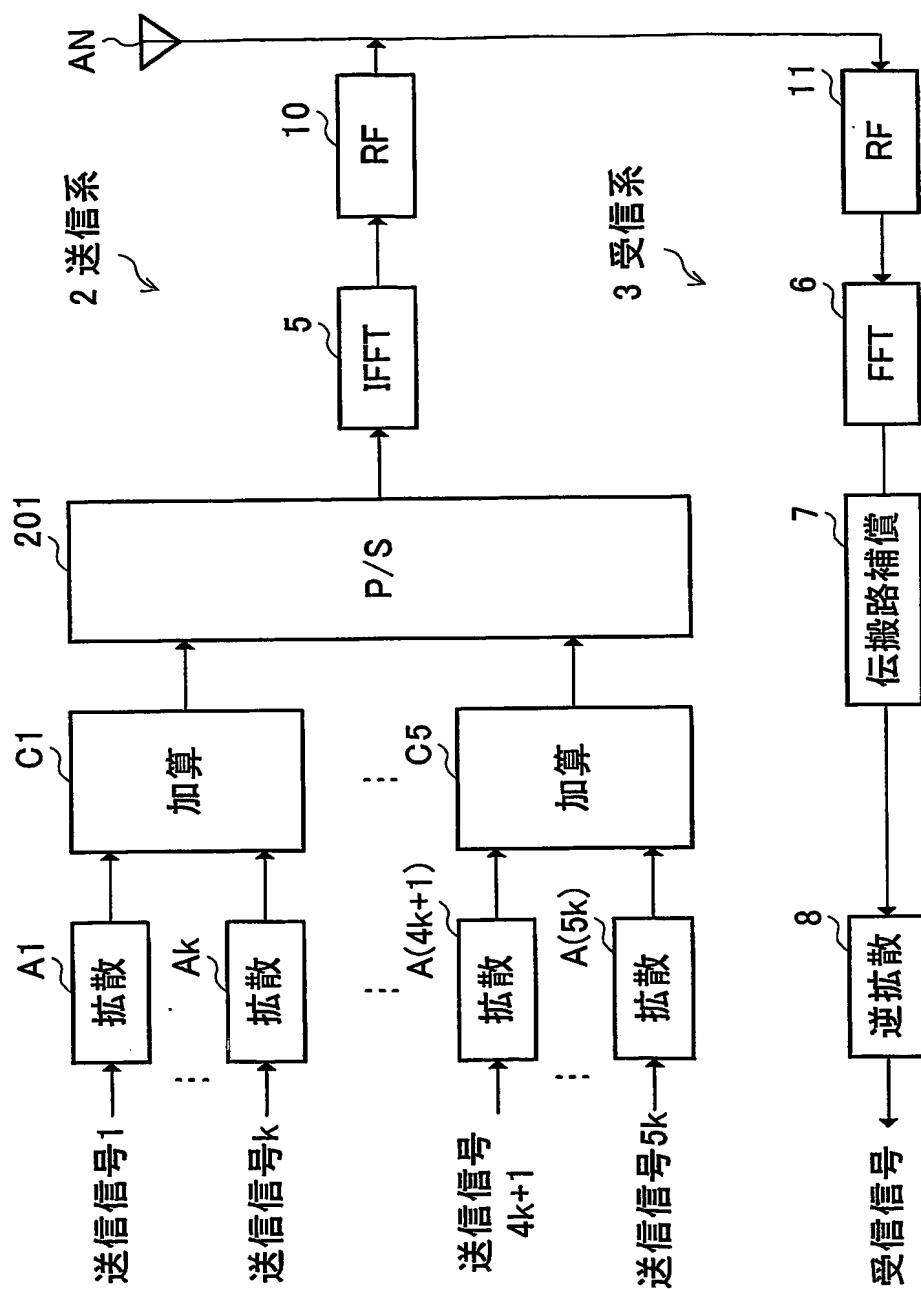 AN
2 送信系
送信信号1
A1
拡散
C1
加算
送信信号k
Ak
拡散
201
P/S
5
IFFT
10
RF
送信信号
4k+1
A(4k+1)
拡散
C5
加算
送信信号5k
A(5k)
拡散
3 受信系
受信信号
8
逆拡散
7
伝搬路補償
6
FFT
11
RF